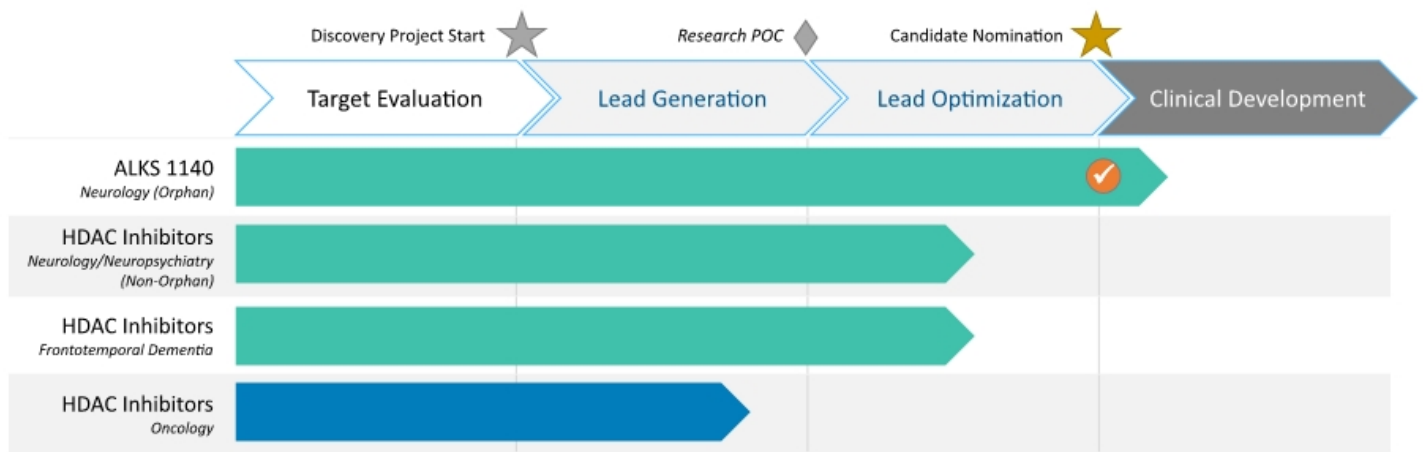 Discovery Project Start
Research POC
Candidate Nomination
Target Evaluation
Lead Generation
Lead Optimization
Clinical Development
ALKS 1140
Neurology (Orphan)
HDAC Inhibitors
Neurology/Neuropsychiatry
(Non-Orphan)
HDAC Inhibitors
Frontotemporal Dementia
HDAC Inhibitors
Oncology